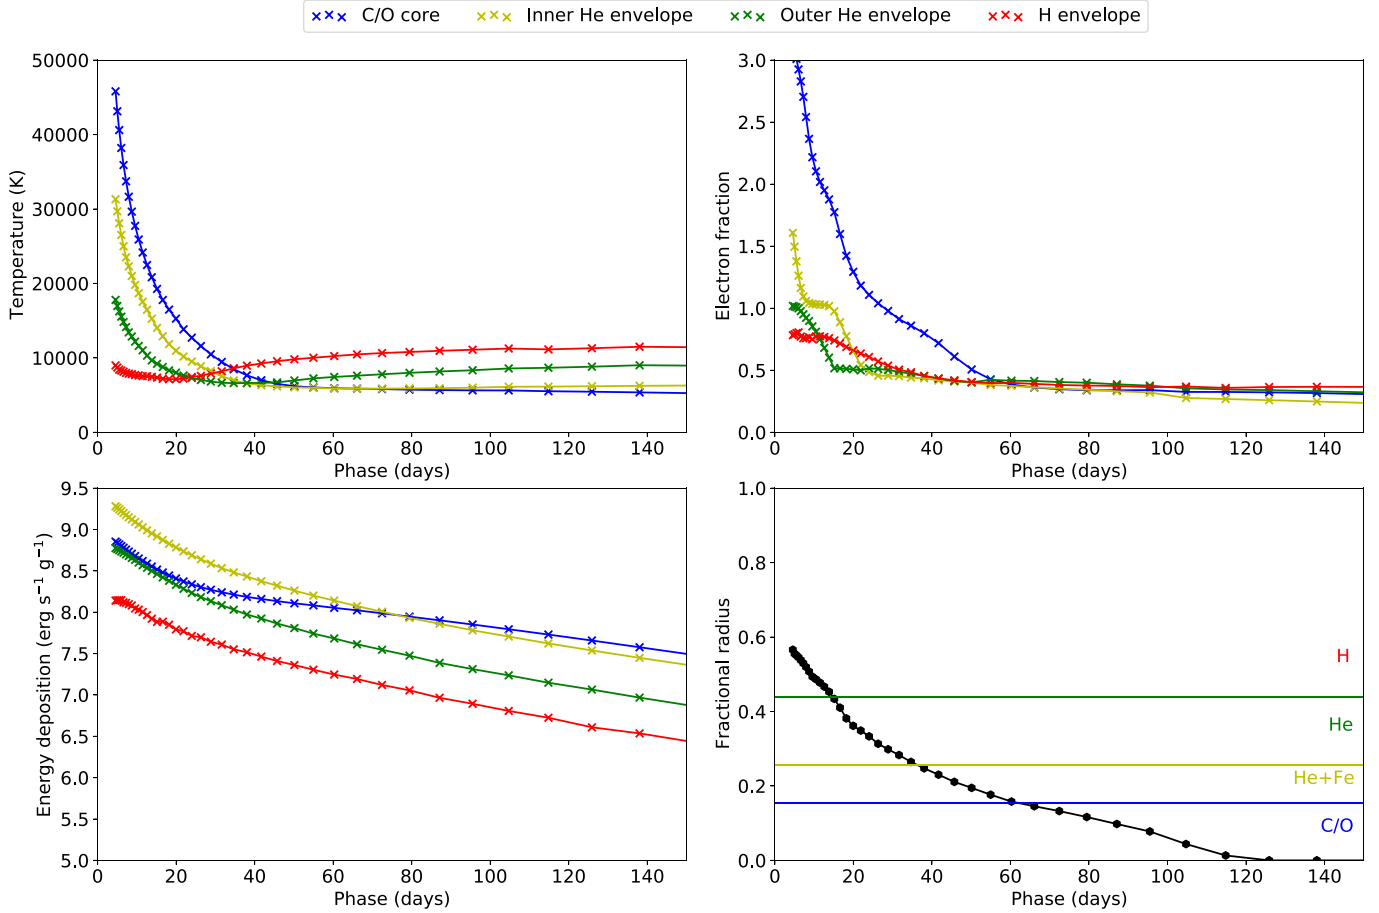 C/O core Inner He envelope Outer He envelope H envelope
50000
40000
30000
20000
10000
0
Temperature (K)
0 20 40 60 80 100 120 140
Phase (days)
3.0
2.5
2.0
1.5
1.0
0.5
0.0
Electron fraction
0 20 40 60 80 100 120 140
Phase (days)
9.5
9.0
8.5
8.0
7.5
7.0
6.5
6.0
5.5
5.0
Energy deposition (erg s⁻¹ g⁻¹)
0 20 40 60 80 100 120 140
Phase (days)
1.0
0.8
0.6
0.4
0.2
0.0
Fractional radius
H
He
He+Fe
C/O
0 20 40 60 80 100 120 140
Phase (days)